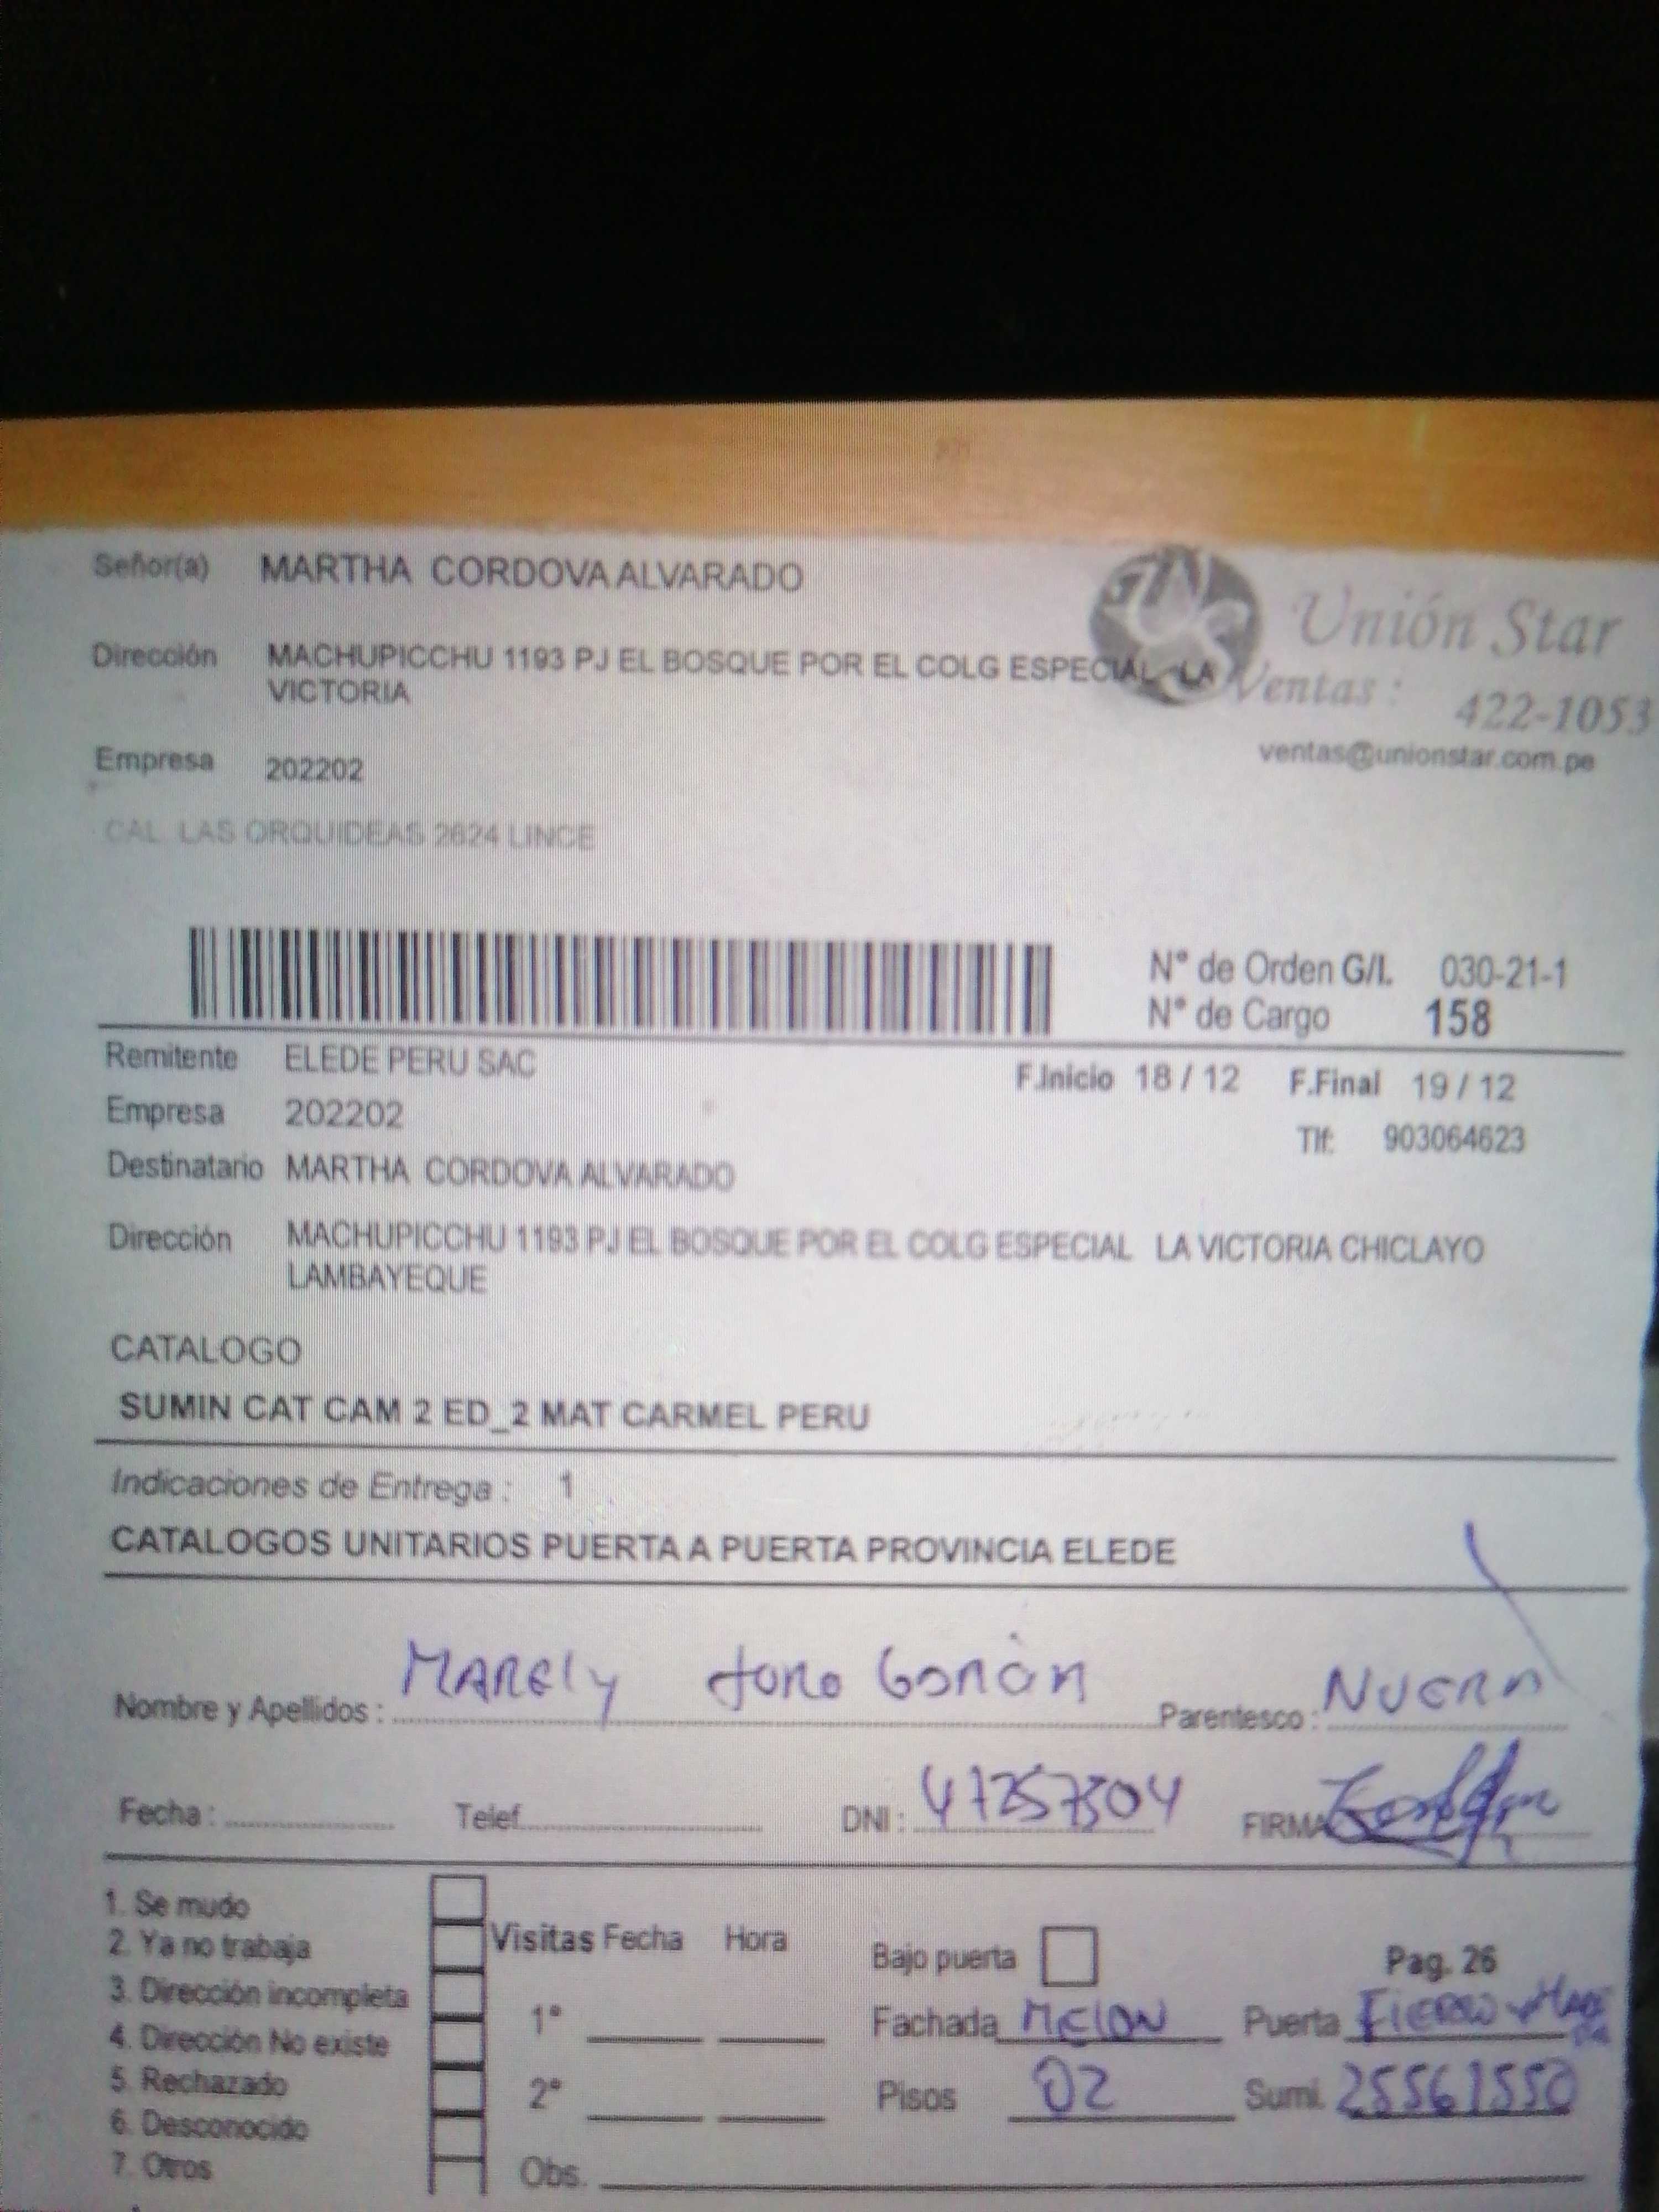 Señor(a) MARTHA CORDOVA ALVARADO
Unión Star
Dirección MACHUPICCHU 1193 PJ EL BOSQUE POR EL COLG ESPECIAL LA
VICTORIA
Ventas : 422-1053
ventas@unionstar.com.pe
Empresa 202202
CAL. LAS ORQUIDEAS 2624 LINCE
N° de Orden G/I. 030-21-1
N° de Cargo 158
Remitente ELEDE PERU SAC
F.Inicio 18 / 12 F.Final 19 / 12
Empresa 202202
Tlf: 903064623
Destinatario MARTHA CORDOVA ALVARADO
Dirección MACHUPICCHU 1193 PJ EL BOSQUE POR EL COLG ESPECIAL LA VICTORIA CHICLAYO
LAMBAYEQUE
CATALOGO
SUMIN CAT CAM 2 ED_2 MAT CARMEL PERU
Indicaciones de Entrega : 1
CATALOGOS UNITARIOS PUERTA A PUERTA PROVINCIA ELEDE
Nombre y Apellidos : MARELY toro Parentesco : NUERA
Fecha : Telef. DNI : 47257304 FIRMA
1. Se mudo
2. Ya no trabaja
3. Dirección incompleta
4. Dirección No existe
5. Rechazado
6. Desconocido
7. Otros
Visitas Fecha Hora
1°
2°
Obs.
Bajo puerta Pag. 26
Fachada MELON Puerta FIERRO
Pisos 02 Sumi. 25561550